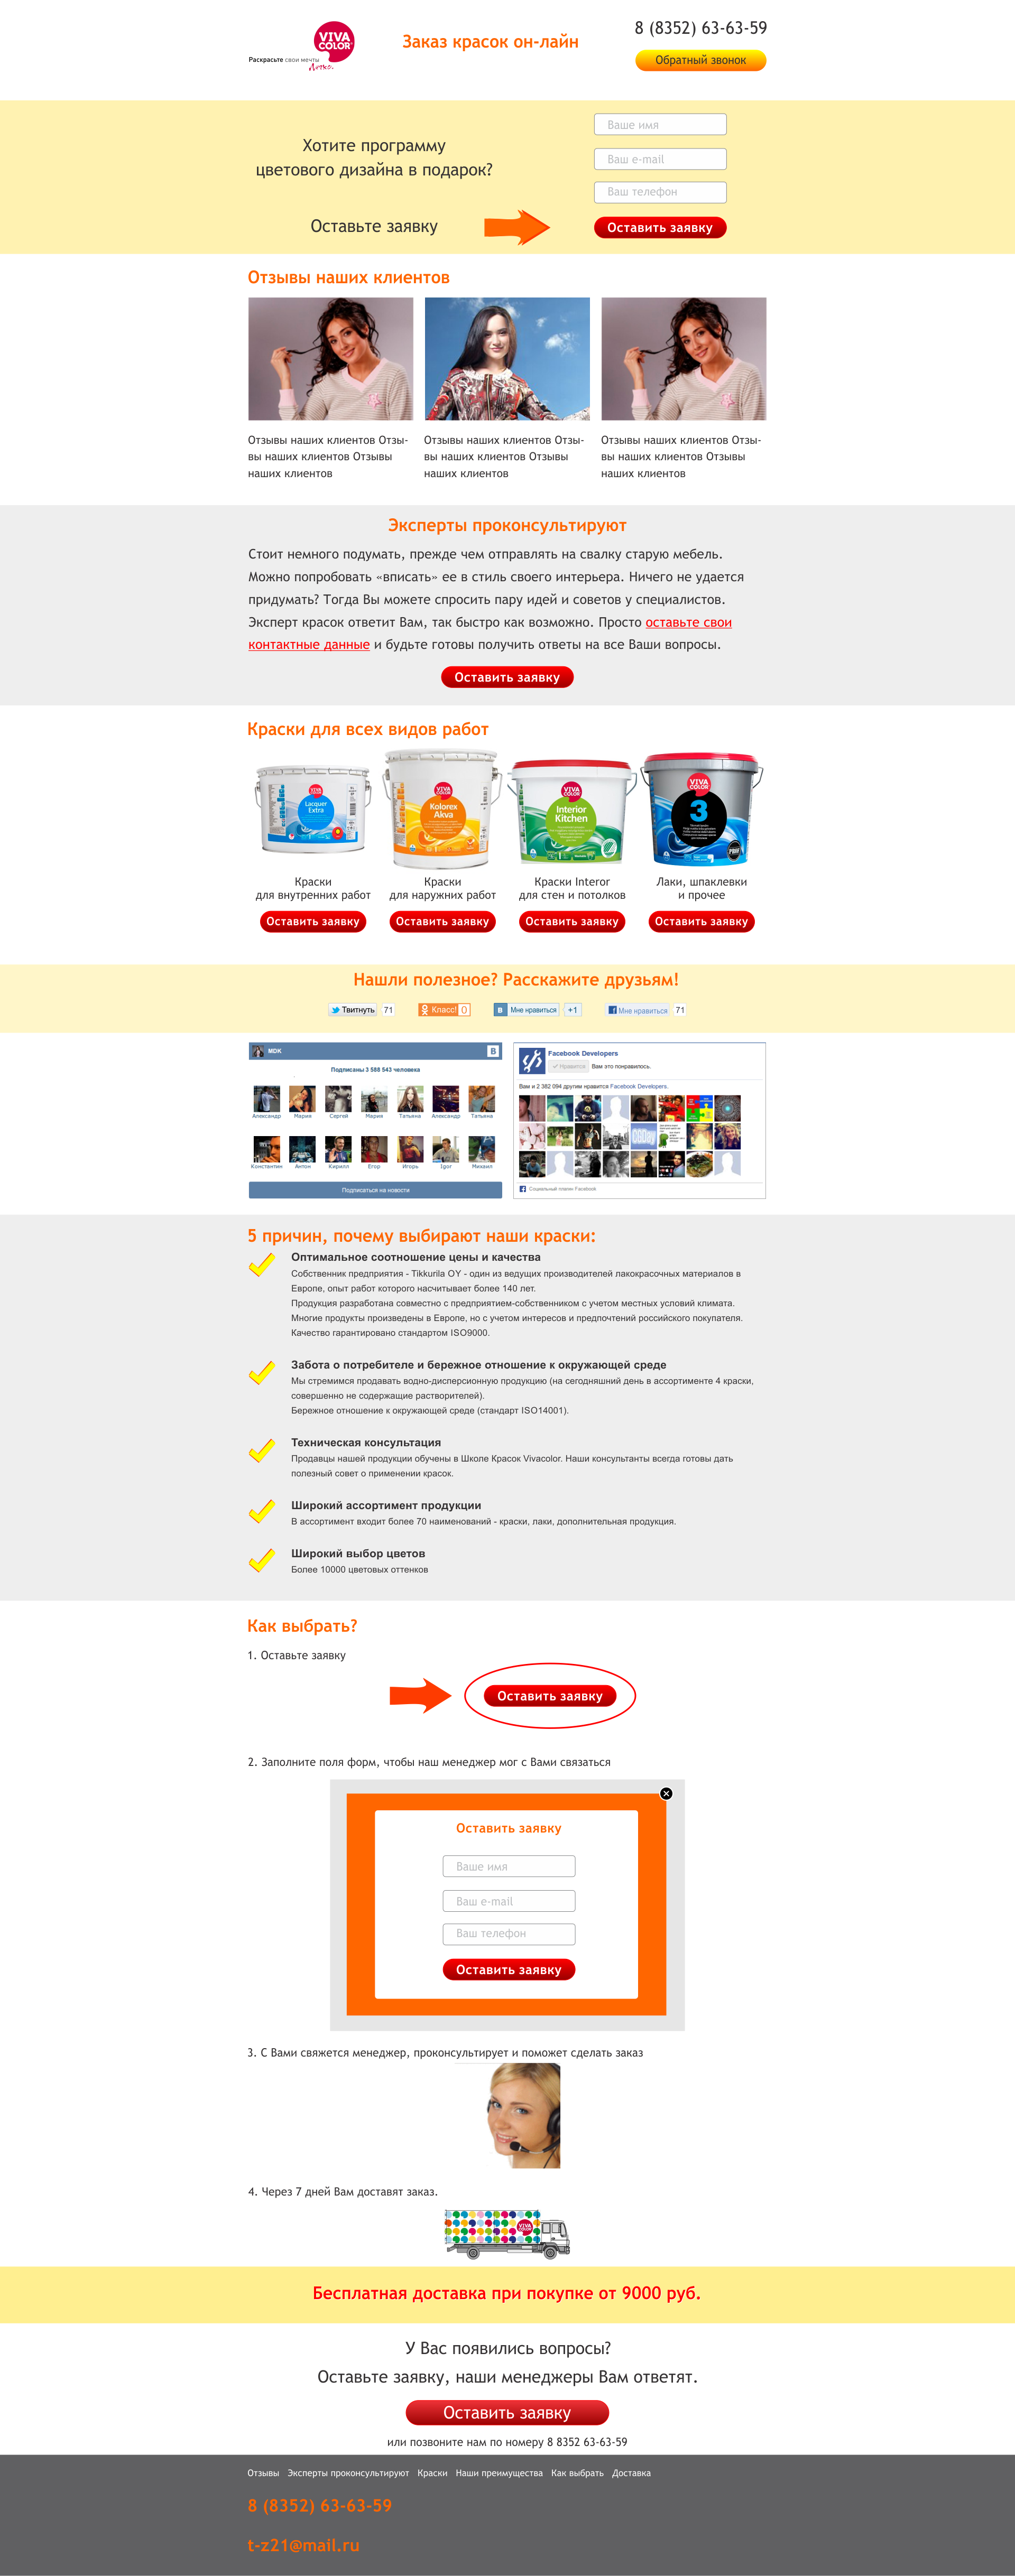 VIVA
COLOR
Раскрасьте свои мечты
Заказ красок он-лайн
8 (8352) 63-63-59
Обратный звонок
Хотите программу
цветового дизайна в подарок?
Оставьте заявку
Ваше имя
Ваш e-mail
Ваш телефон
Оставить заявку
Отзывы наших клиентов
Отзывы наших клиентов Отзы-
вы наших клиентов Отзывы
наших клиентов
Отзывы наших клиентов Отзы-
вы наших клиентов Отзывы
наших клиентов
Отзывы наших клиентов Отзы-
вы наших клиентов Отзывы
наших клиентов
Эксперты проконсультируют
Стоит немного подумать, прежде чем отправлять на свалку старую мебель.
Можно попробовать «вписать» ее в стиль своего интерьера. Ничего не удается
придумать? Тогда Вы можете спросить пару идей и советов у специалистов.
Эксперт красок ответит Вам, так быстро как возможно. Просто оставьте свои
контактные данные и будьте готовы получить ответы на все Ваши вопросы.
Оставить заявку
Краски для всех видов работ
VIVA
COLOR
Lacquer
Extra
VIVA
COLOR
Kolorex
Akva
VIVA
COLOR
Interior
Kitchen
VIVA
COLOR
3
Краски
для внутренних работ
Краски
для наружних работ
Краски Interor
для стен и потолков
Лаки, шпаклевки
и прочее
Оставить заявку
Оставить заявку
Оставить заявку
Оставить заявку
Нашли полезное? Расскажите друзьям!
Твитнуть 71
Класс! 0
В Мне нравиться +1
Мне нравиться 71
MDK
В
Подписаны 3 588 543 человека
Александр Мария Сергей Мария Татьяна Александр Татьяна
Константин Антон Кирилл Егор Игорь Igor Михаил
Подписаться на новости
Facebook Developers
Нравится Вам это понравилось.
Вам и 2 382 094 другим нравится Facebook Developers.
Социальный плагин Facebook
5 причин, почему выбирают наши краски:
Оптимальное соотношение цены и качества
Собственник предприятия - Tikkurila OY - один из ведущих производителей лакокрасочных материалов в
Европе, опыт работ которого насчитывает более 140 лет.
Продукция разработана совместно с предприятием-собственником с учетом местных условий климата.
Многие продукты произведены в Европе, но с учетом интересов и предпочтений российского покупателя.
Качество гарантировано стандартом ISO9000.
Забота о потребителе и бережное отношение к окружающей среде
Мы стремимся продавать водно-дисперсионную продукцию (на сегодняшний день в ассортименте 4 краски,
совершенно не содержащие растворителей).
Бережное отношение к окружающей среде (стандарт ISO14001).
Техническая консультация
Продавцы нашей продукции обучены в Школе Красок Vivacolor. Наши консультанты всегда готовы дать
полезный совет о применении красок.
Широкий ассортимент продукции
В ассортимент входит более 70 наименований - краски, лаки, дополнительная продукция.
Широкий выбор цветов
Более 10000 цветовых оттенков
Как выбрать?
1. Оставьте заявку
Оставить заявку
2. Заполните поля форм, чтобы наш менеджер мог с Вами связаться
Оставить заявку
Ваше имя
Ваш e-mail
Ваш телефон
Оставить заявку
3. С Вами свяжется менеджер, проконсультирует и поможет сделать заказ
4. Через 7 дней Вам доставят заказ.
VIVA
COLOR
Бесплатная доставка при покупке от 9000 руб.
У Вас появились вопросы?
Оставьте заявку, наши менеджеры Вам ответят.
Оставить заявку
или позвоните нам по номеру 8 8352 63-63-59
Отзывы Эксперты проконсультируют Краски Наши преимущества Как выбрать Доставка
8 (8352) 63-63-59
t-z21@mail.ru